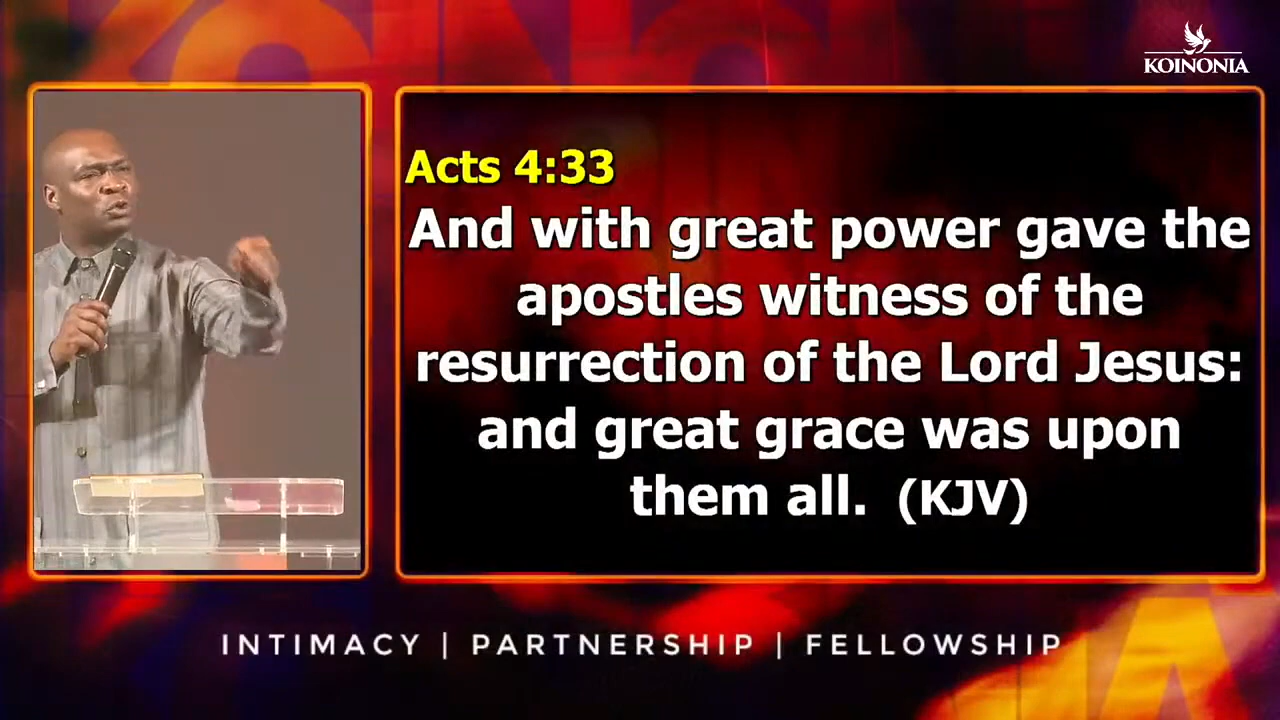 KOINONIA
Acts 4:33
And with great power gave the
apostles witness of the
resurrection of the Lord Jesus:
and great grace was upon
them all. (KJV)
INTIMACY | PARTNERSHIP | FELLOWSHIP